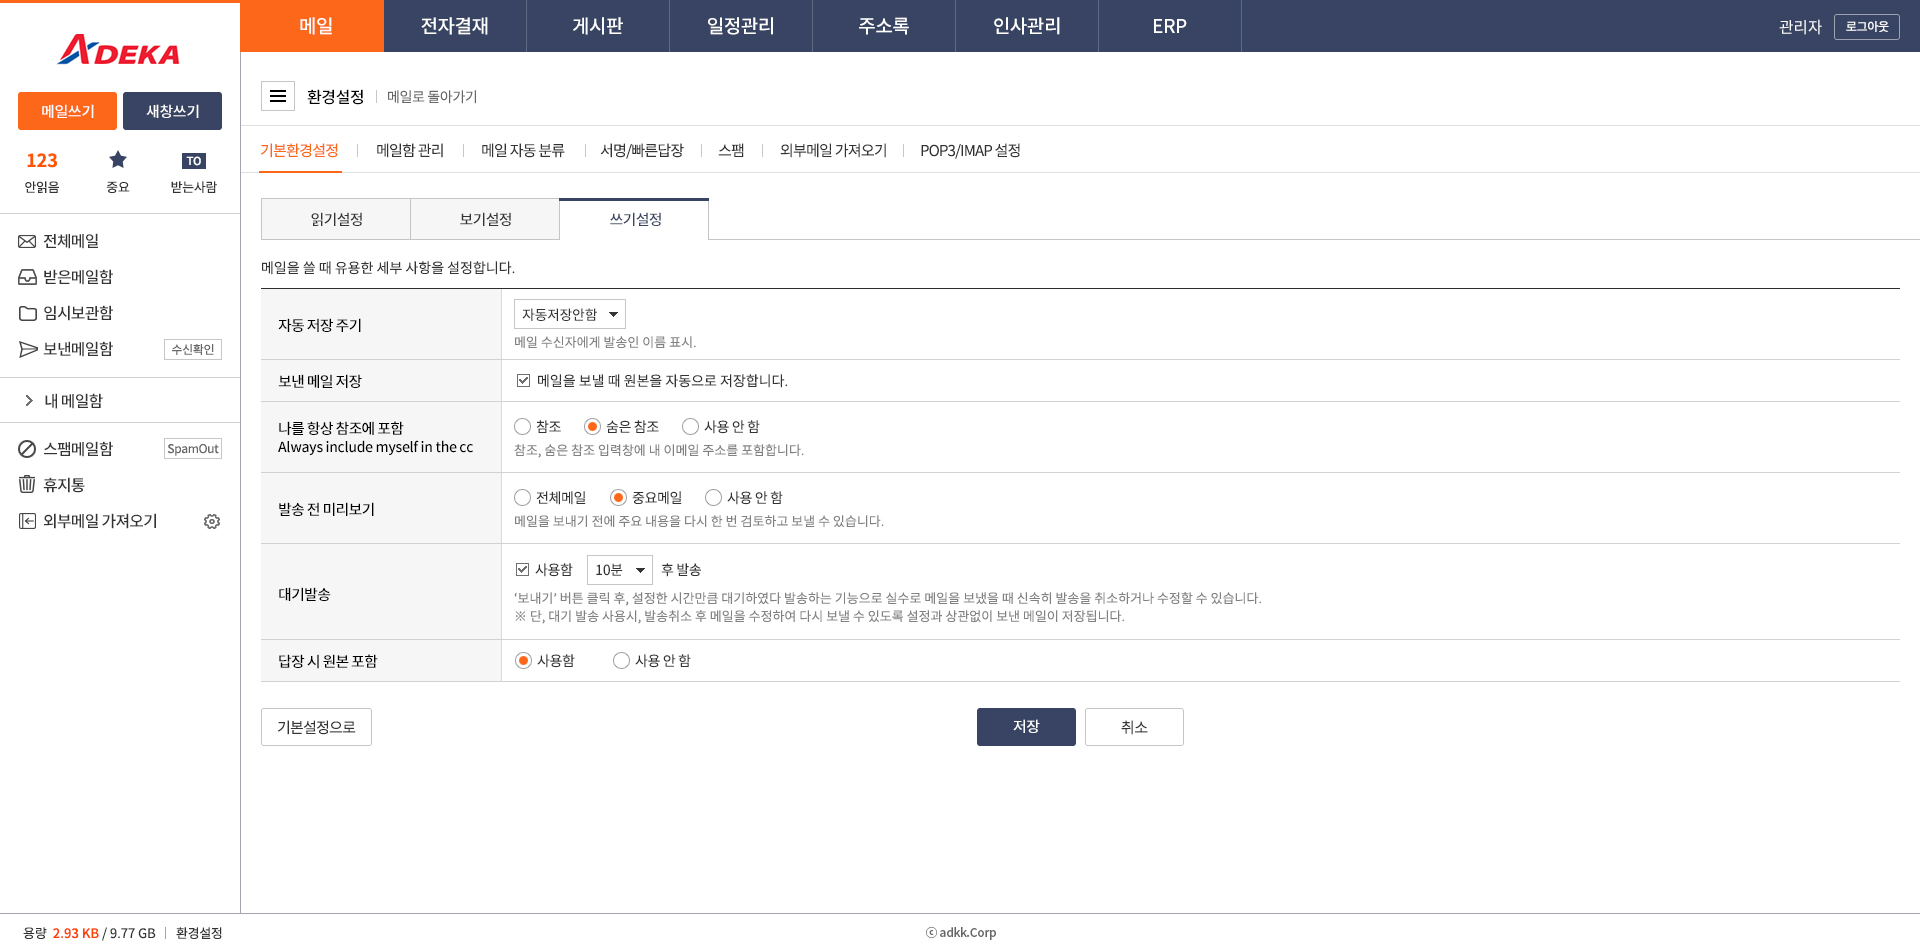 메일 전자결재 게시판 일정관리 주소록 인사관리 ERP 관리자 로그아웃
ADEKA
메일쓰기 새창쓰기
123 TO
안읽음 중요 받는사람
전체메일
받은메일함
임시보관함
보낸메일함 수신확인
내 메일함
스팸메일함 SpamOut
휴지통
외부메일 가져오기
환경설정 메일로 돌아가기
기본환경설정 메일함 관리 메일 자동 분류 서명/빠른답장 스팸 외부메일 가져오기 POP3/IMAP 설정
읽기설정 보기설정 쓰기설정
메일을 쓸 때 유용한 세부 사항을 설정합니다.
자동 저장 주기 자동저장안함
메일 수신자에게 발송인 이름 표시.
보낸 메일 저장 메일을 보낼 때 원본을 자동으로 저장합니다.
나를 항상 참조에 포함
Always include myself in the cc
참조 숨은 참조 사용 안 함
참조, 숨은 참조 입력창에 내 이메일 주소를 포함합니다.
발송 전 미리보기 전체메일 중요메일 사용 안 함
메일을 보내기 전에 주요 내용을 다시 한 번 검토하고 보낼 수 있습니다.
대기발송 사용함 10분 후 발송
‘보내기’ 버튼 클릭 후, 설정한 시간만큼 대기하였다 발송하는 기능으로 실수로 메일을 보냈을 때 신속히 발송을 취소하거나 수정할 수 있습니다.
※ 단, 대기 발송 사용시, 발송취소 후 메일을 수정하여 다시 보낼 수 있도록 설정과 상관없이 보낸 메일이 저장됩니다.
답장 시 원본 포함 사용함 사용 안 함
기본설정으로 저장 취소
용량 2.93 KB / 9.77 GB 환경설정 ⓒ adkk.Corp